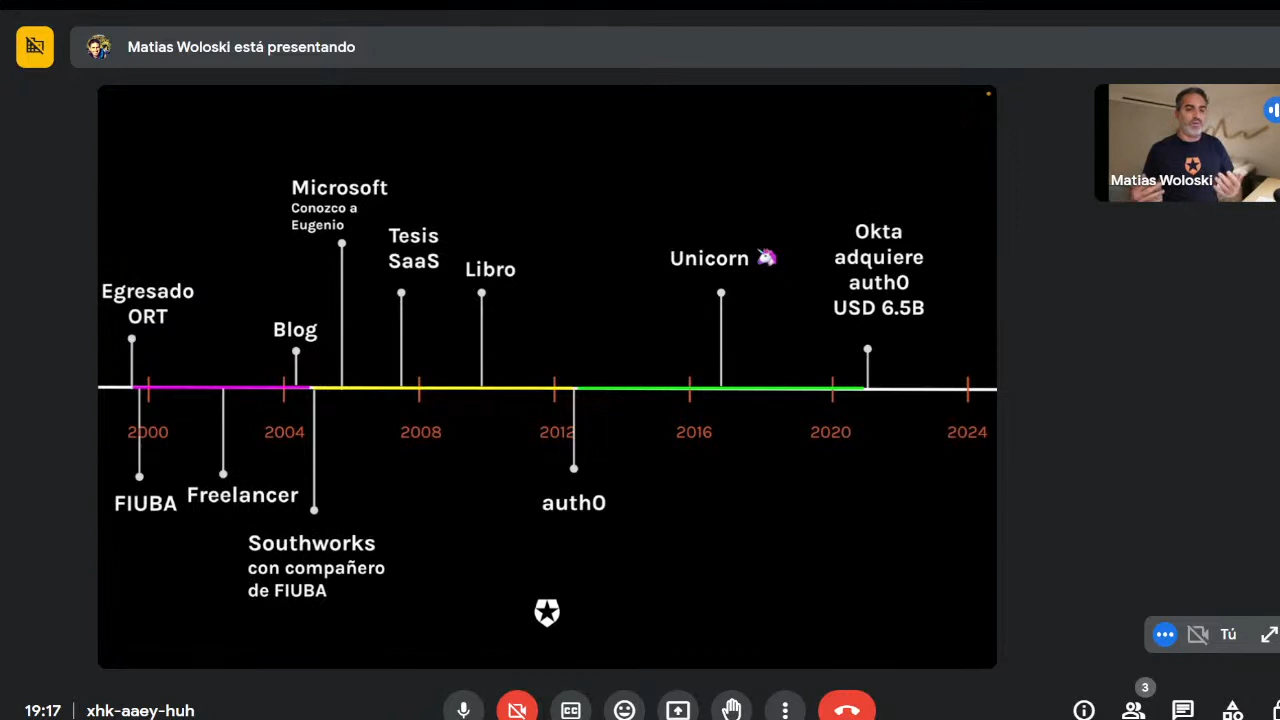 Matias Woloski está presentando
Microsoft
Conozco a
Eugenio
Tesis
SaaS
Libro
Unicorn 🦄
Okta
adquiere
auth0
USD 6.5B
Egresado
ORT
Blog
2000
2004
2008
2012
2016
2020
2024
FIUBA
Freelancer
auth0
Southworks
con compañero
de FIUBA
Matias Woloski
Tú
3
19:17 | xhk-aaey-huh
CC